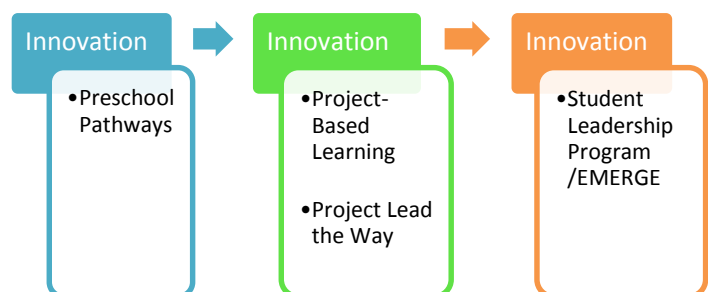 Innovation
•Preschool
Pathways
Innovation
•Project-
Based
Learning
•Project Lead
the Way
Innovation
•Student
Leadership
Program
/EMERGE